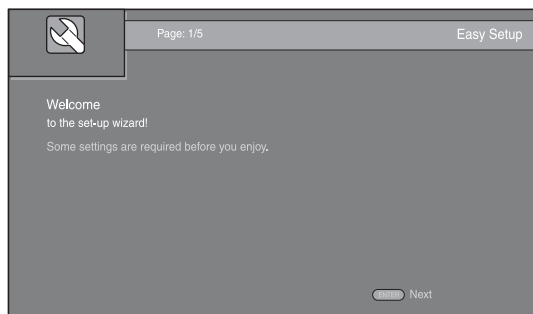 Page: 1/5
Easy Setup
Welcome
to the set-up wizard!
Some settings are required before you enjoy.
ENTER Next